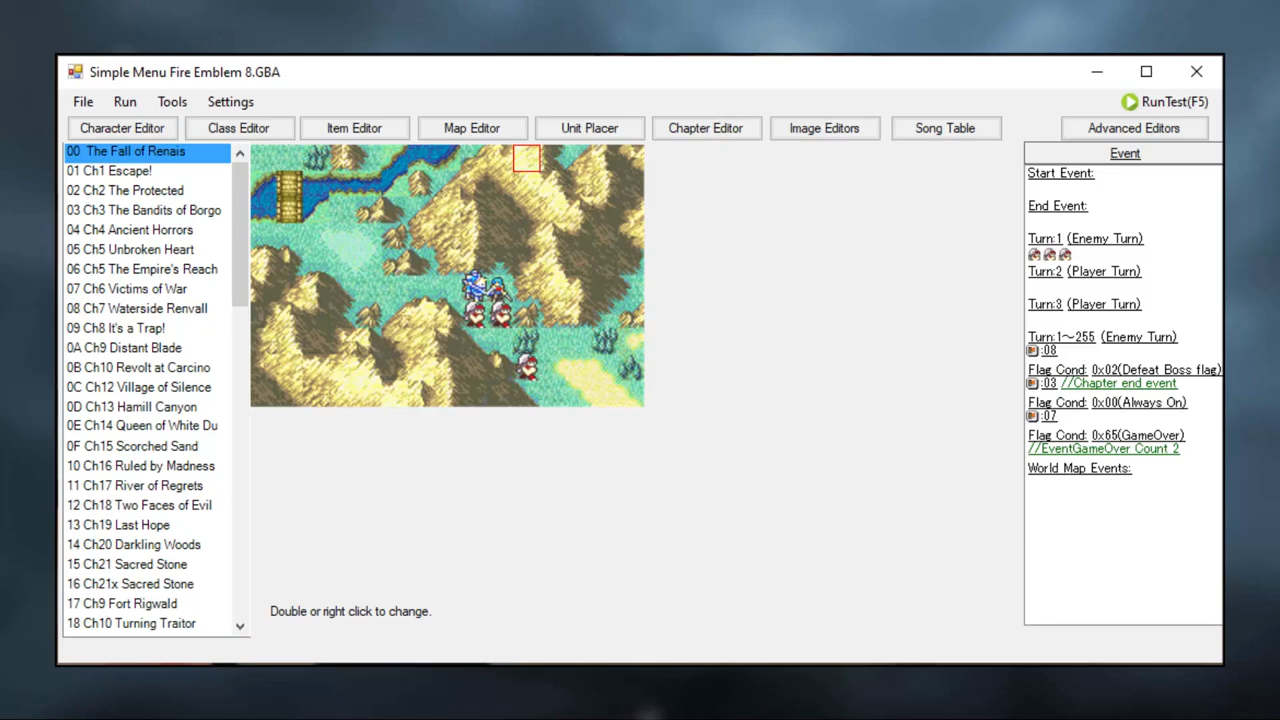 Simple Menu Fire Emblem 8.GBA
File Run Tools Settings
RunTest(F5)
Character Editor Class Editor Item Editor Map Editor Unit Placer Chapter Editor Image Editors Song Table Advanced Editors
00 The Fall of Renais
01 Ch1 Escape!
02 Ch2 The Protected
03 Ch3 The Bandits of Borgo
04 Ch4 Ancient Horrors
05 Ch5 Unbroken Heart
06 Ch5 The Empire's Reach
07 Ch6 Victims of War
08 Ch7 Waterside Renvall
09 Ch8 It's a Trap!
0A Ch9 Distant Blade
0B Ch10 Revolt at Carcino
0C Ch12 Village of Silence
0D Ch13 Hamill Canyon
0E Ch14 Queen of White Du
0F Ch15 Scorched Sand
10 Ch16 Ruled by Madness
11 Ch17 River of Regrets
12 Ch18 Two Faces of Evil
13 Ch19 Last Hope
14 Ch20 Darkling Woods
15 Ch21 Sacred Stone
16 Ch21x Sacred Stone
17 Ch9 Fort Rigwald
18 Ch10 Turning Traitor
Double or right click to change.
Event
Start Event:
End Event:
Turn:1 (Enemy Turn)
Turn:2 (Player Turn)
Turn:3 (Player Turn)
Turn:1～255 (Enemy Turn)
:08
Flag Cond: 0x02(Defeat Boss flag)
:03 //Chapter end event
Flag Cond: 0x00(Always On)
:07
Flag Cond: 0x65(GameOver)
//EventGameOver Count 2
World Map Events: